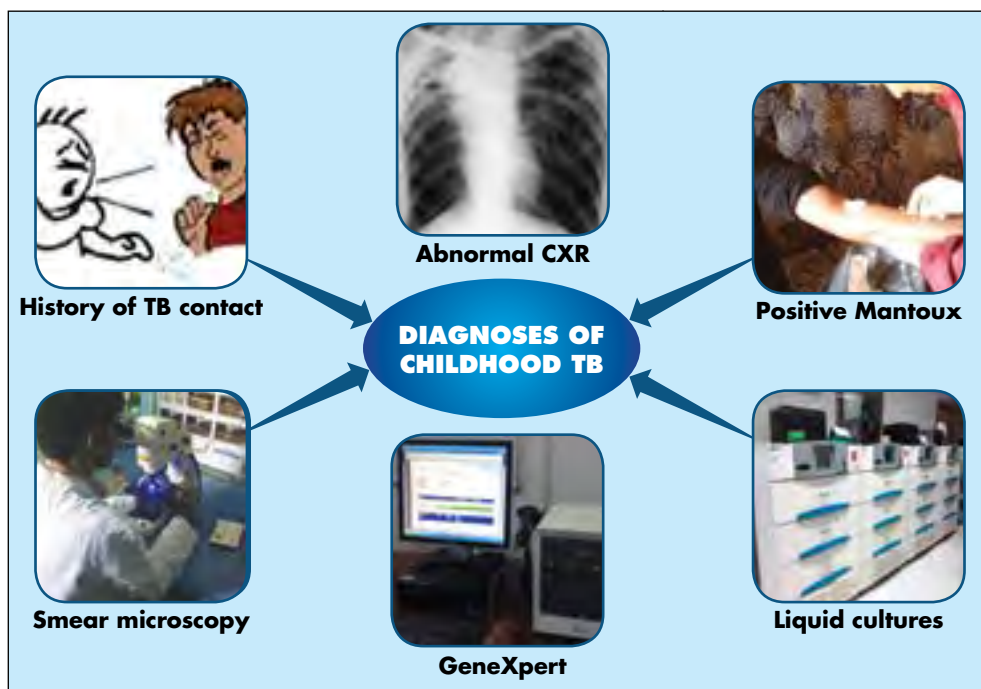 Abnormal CXR
History of TB contact
Positive Mantoux
DIAGNOSES OF
CHILDHOOD TB
Smear microscopy
GeneXpert
Liquid cultures